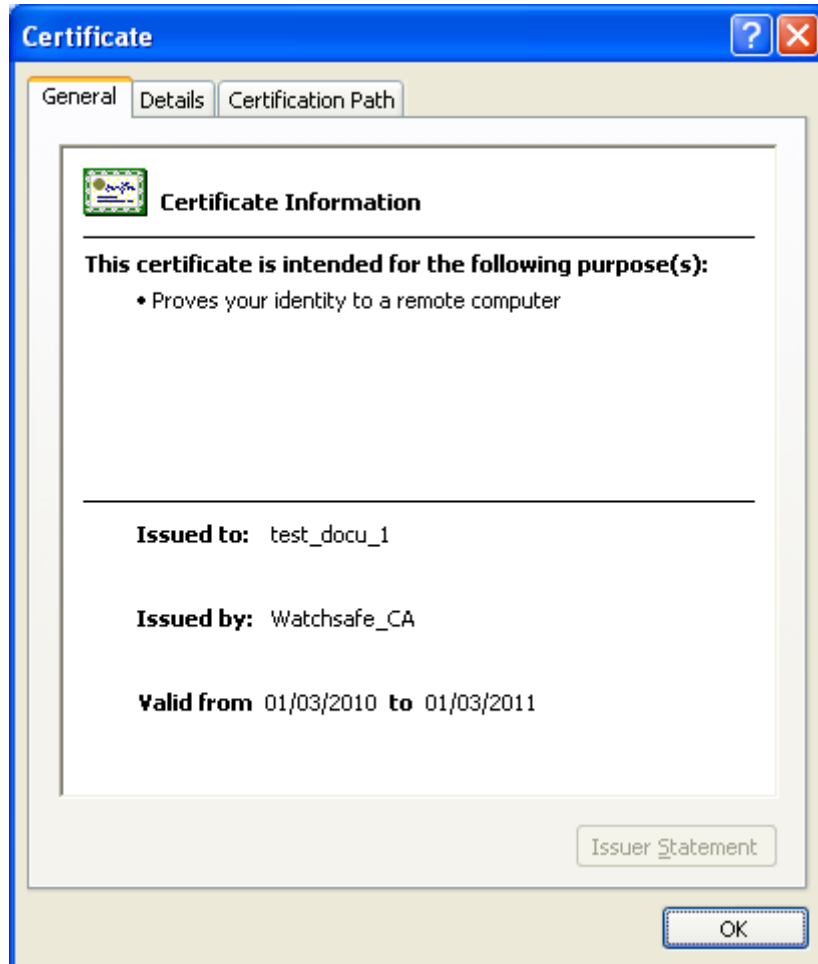 Certificate
General Details Certification Path
Certificate Information
This certificate is intended for the following purpose(s):
• Proves your identity to a remote computer
Issued to: test_docu_1
Issued by: Watchsafe_CA
Valid from 01/03/2010 to 01/03/2011
Issuer Statement
OK